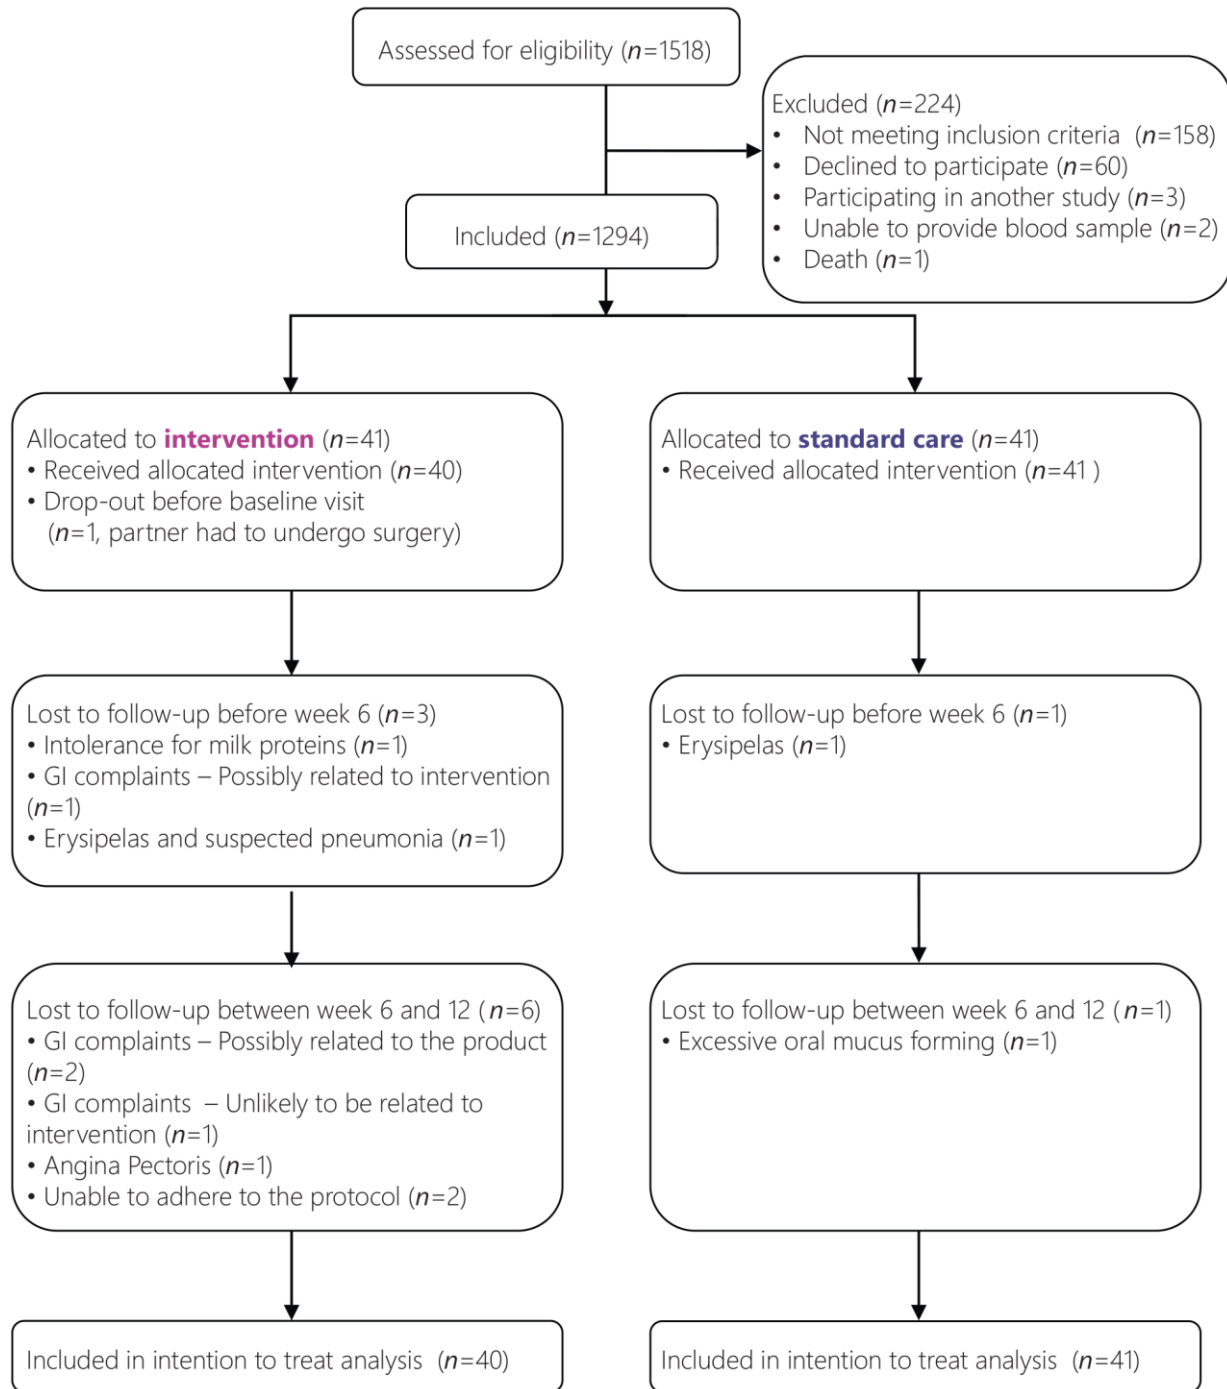 Assessed for eligibility (n=1518)
Excluded (n=224)
• Not meeting inclusion criteria (n=158)
• Declined to participate (n=60)
• Participating in another study (n=3)
• Unable to provide blood sample (n=2)
• Death (n=1)
Included (n=1294)
Allocated to intervention (n=41)
• Received allocated intervention (n=40)
• Drop-out before baseline visit
(n=1, partner had to undergo surgery)
Allocated to standard care (n=41)
• Received allocated intervention (n=41 )
Lost to follow-up before week 6 (n=3)
• Intolerance for milk proteins (n=1)
• GI complaints – Possibly related to intervention
(n=1)
• Erysipelas and suspected pneumonia (n=1)
Lost to follow-up before week 6 (n=1)
• Erysipelas (n=1)
Lost to follow-up between week 6 and 12 (n=6)
• GI complaints – Possibly related to the product
(n=2)
• GI complaints – Unlikely to be related to
intervention (n=1)
• Angina Pectoris (n=1)
• Unable to adhere to the protocol (n=2)
Lost to follow-up between week 6 and 12 (n=1)
• Excessive oral mucus forming (n=1)
Included in intention to treat analysis (n=40)
Included in intention to treat analysis (n=41)